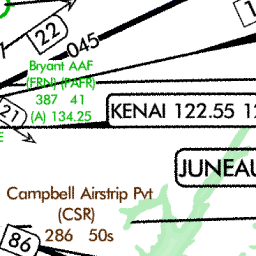 22
045
Bryant AAF
(FRN) (PAFR)
387 41
(A) 134.25
21
KENAI 122.55
JUNEAU
Campbell Airstrip Pvt
(CSR)
286 50s
86